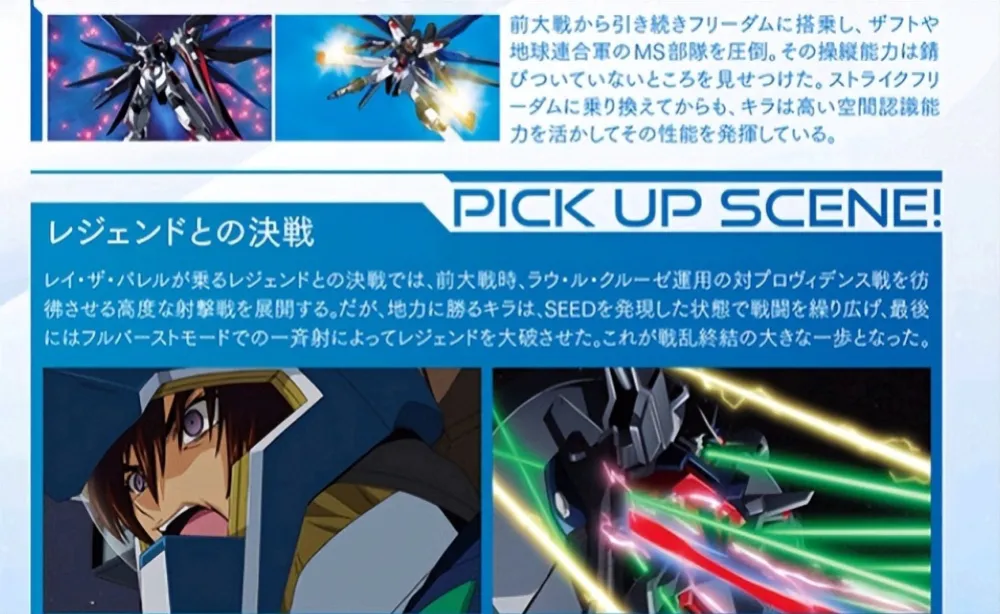 前大戦から引き続きフリーダムに搭乗し、ザフトや
地球連合軍のMS部隊を圧倒。その操縦能力は錆
びついていないところを見せつけた。ストライクフリ
ーダムに乗り換えてからも、キラは高い空間認識能
力を活かしてその性能を発揮している。
PICK UP SCENE!
レジェンドとの決戦
レイ・ザ・バレルが乗るレジェンドとの決戦では、前大戦時、ラウ・ル・クルーゼ運用の対プロヴィデンス戦を彷
彿させる高度な射撃戦を展開する。だが、地力に勝るキラは、SEEDを発現した状態で戦闘を繰り広げ、最後
にはフルバーストモードでの一斉射によってレジェンドを大破させた。これが戦乱終結の大きな一歩となった。